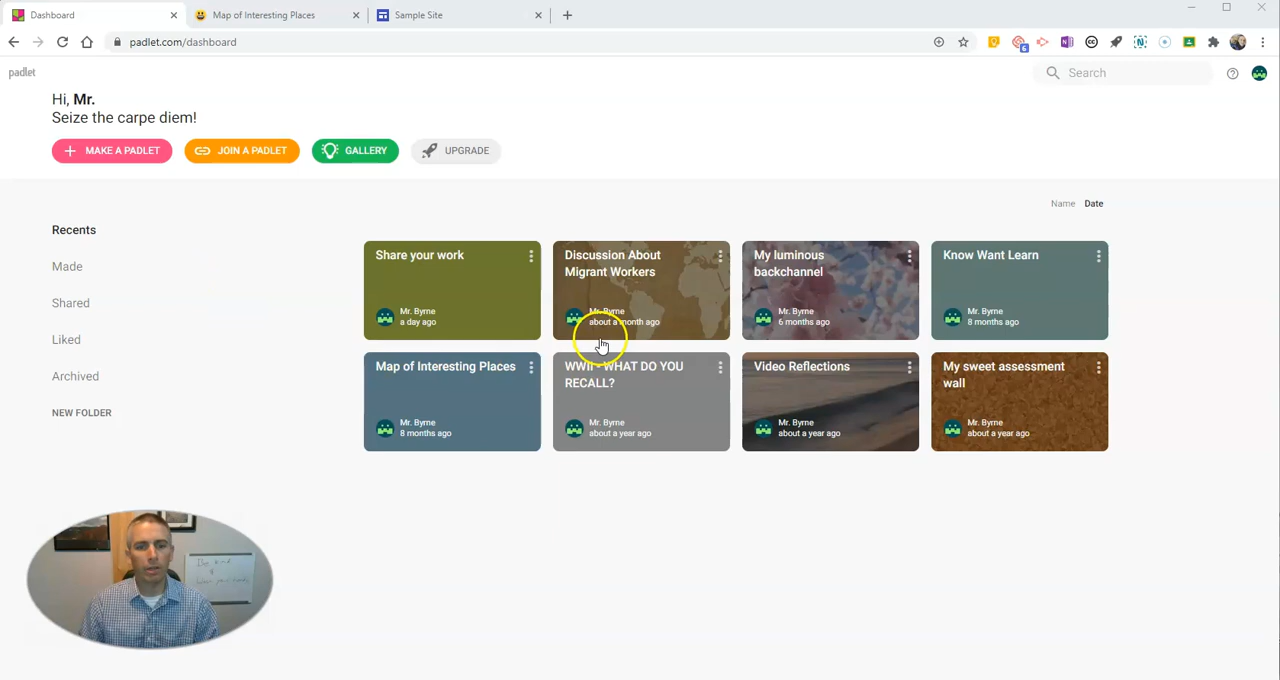 Dashboard
Map of Interesting Places
Sample Site
padlet.com/dashboard
6
padlet
Search
Hi, Mr.
Seize the carpe diem!
MAKE A PADLET
JOIN A PADLET
GALLERY
UPGRADE
Name Date
Recents
Made
Shared
Liked
Archived
NEW FOLDER
Share your work
Mr. Byrne
a day ago
Discussion About
Migrant Workers
Mr. Byrne
about a month ago
My luminous
backchannel
Mr. Byrne
6 months ago
Know Want Learn
Mr. Byrne
8 months ago
Map of Interesting Places
Mr. Byrne
8 months ago
WWII - WHAT DO YOU
RECALL?
Mr. Byrne
about a year ago
Video Reflections
Mr. Byrne
about a year ago
My sweet assessment
wall
Mr. Byrne
about a year ago